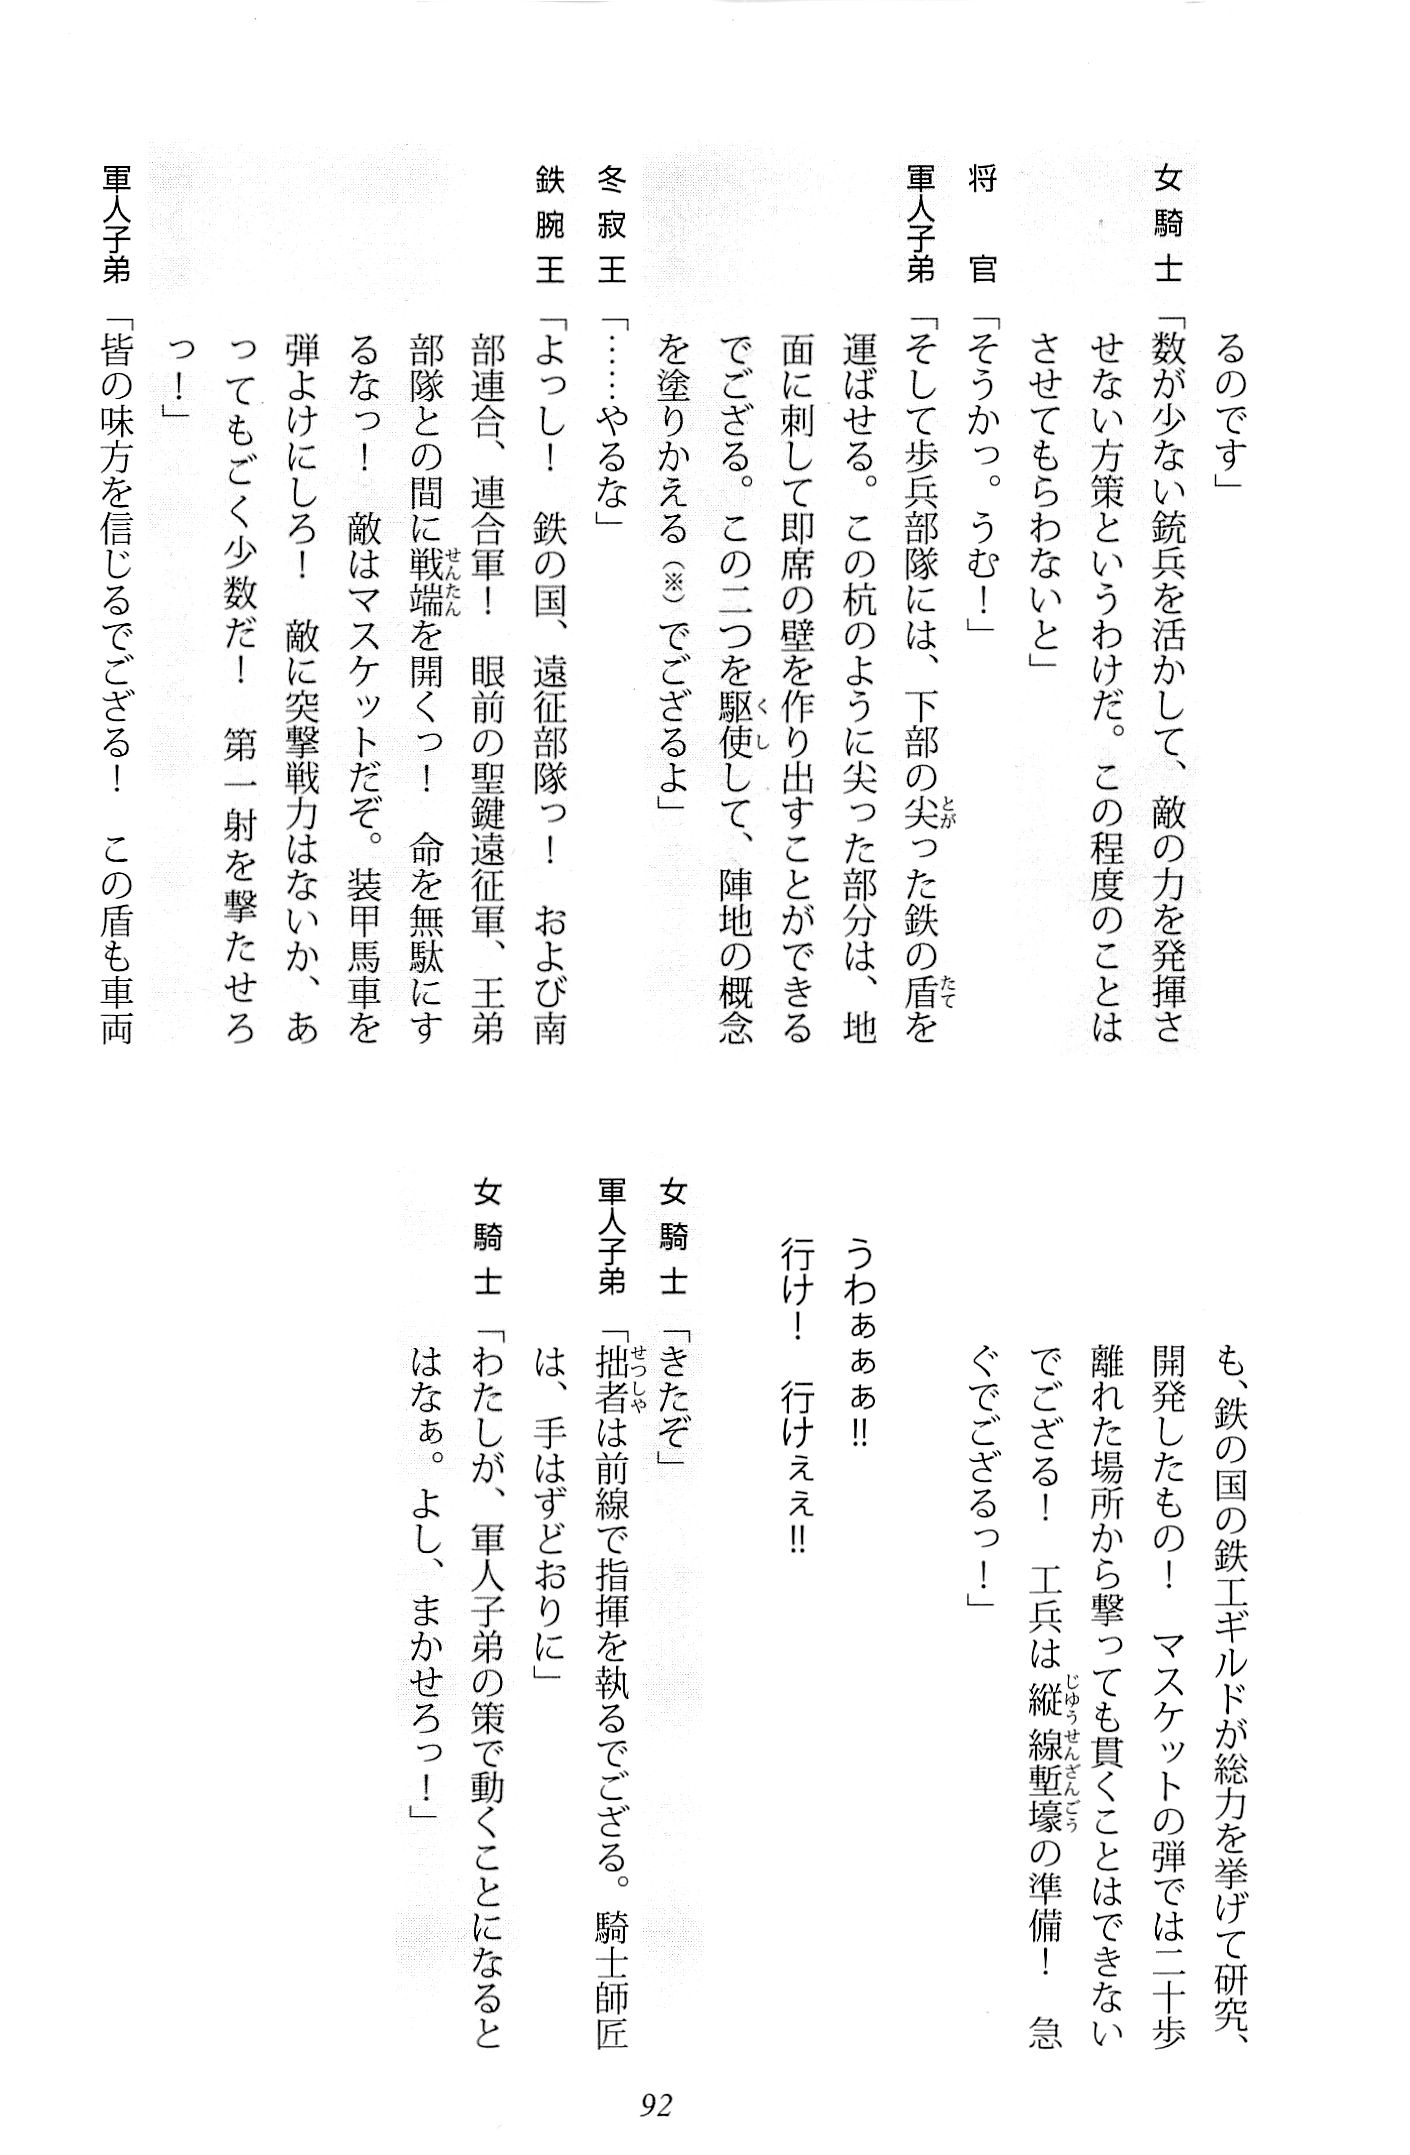 るのです」
女騎士「数が少ない銃兵を活かして、敵の力を発揮さ
せない方策というわけだ。この程度のことは
させてもらわないと」
将官「そうかっ。うむ！」
軍人子弟「そして歩兵部隊には、下部の尖った鉄の盾を
運ばせる。この杭のように尖った部分は、地
面に刺して即席の壁を作り出すことができる
でござる。この二つを駆使して、陣地の概念
を塗りかえる（※）でござるよ」
冬寂王「……やるな」
鉄腕王「よっし！　鉄の国、遠征部隊っ！　および南
部連合、連合軍！　眼前の聖鍵遠征軍、王弟
部隊との間に戦端を開くっ！　命を無駄にす
るなっ！　敵はマスケットだぞ。装甲馬車を
弾よけにしろ！　敵に突撃戦力はないか、あ
ってもごく少数だ！　第一射を撃たせろ
っ！」
軍人子弟「皆の味方を信じるでござる！　この盾も車両
も、鉄の国の鉄工ギルドが総力を挙げて研究、
開発したもの！　マスケットの弾では二十歩
離れた場所から撃っても貫くことはできない
でござる！　工兵は縦線塹壕の準備！　急
ぐでござるっ！」
うわぁぁぁ!!
行け！　行けぇぇ!!
女騎士「きたぞ」
軍人子弟「拙者は前線で指揮を執るでござる。騎士師匠
は、手はずどおりに」
女騎士「わたしが、軍人子弟の策で動くことになると
はなぁ。よし、まかせろっ！」
92